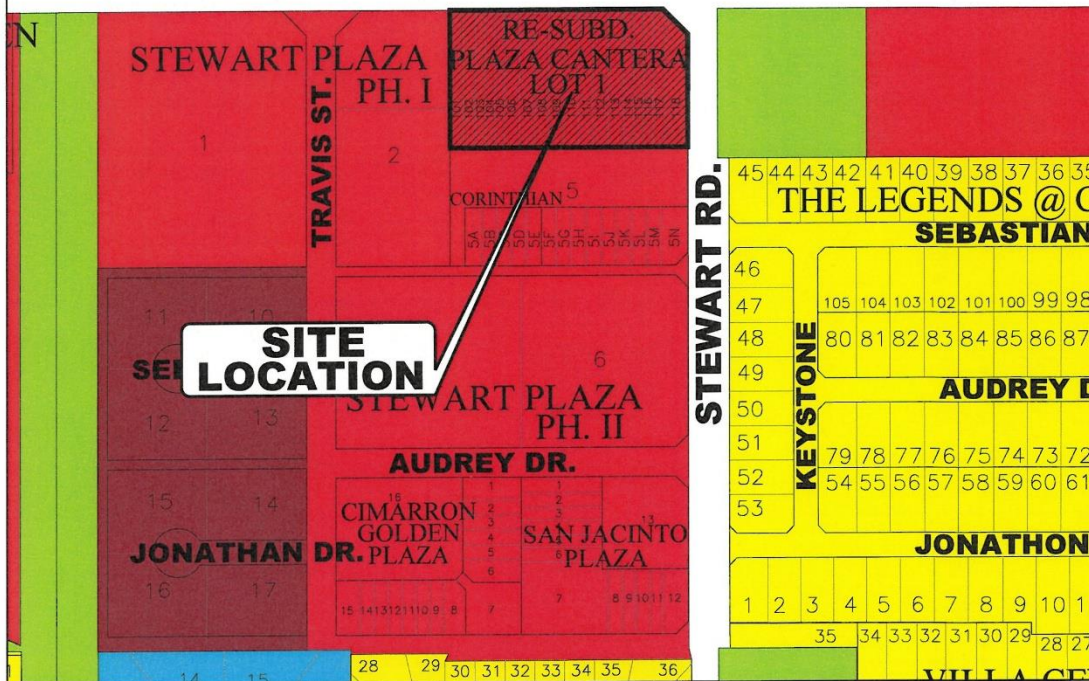 STEWART PLAZA
PH. I
RE-SUBD.
PLAZA CANTERA
LOT 1
TRAVIS ST.
1
2
CORINTHIAN 5
5A 5B 5D 5E 5F 5G 5H 5I 5J 5K 5L 5M 5N
STEWART RD.
45 44 43 42 41 40 39 38 37 36 35
THE LEGENDS @
SEBASTIAN
46
47
48
49
50
51
52
53
KEYSTONE
105 104 103 102 101 100 99 98
80 81 82 83 84 85 86 87
AUDREY
79 78 77 76 75 74 73 72
54 55 56 57 58 59 60 61
JONATHON
1 2 3 4 5 6 7 8 9 10
35 34 33 32 31 30 29 28 27
11 10
SITE
LOCATION
12 13
6
STEWART PLAZA
PH. II
AUDREY DR.
15 14
JONATHAN DR.
16 17
16
CIMARRON
GOLDEN
PLAZA
1
2
3
4
5
6
7
15 14 13 12 11 10 9 8
1
2
3
SAN JACINTO
PLAZA
13
6
7
8 9 10 11 12
14 15
28 29 30 31 32 33 34 35 36